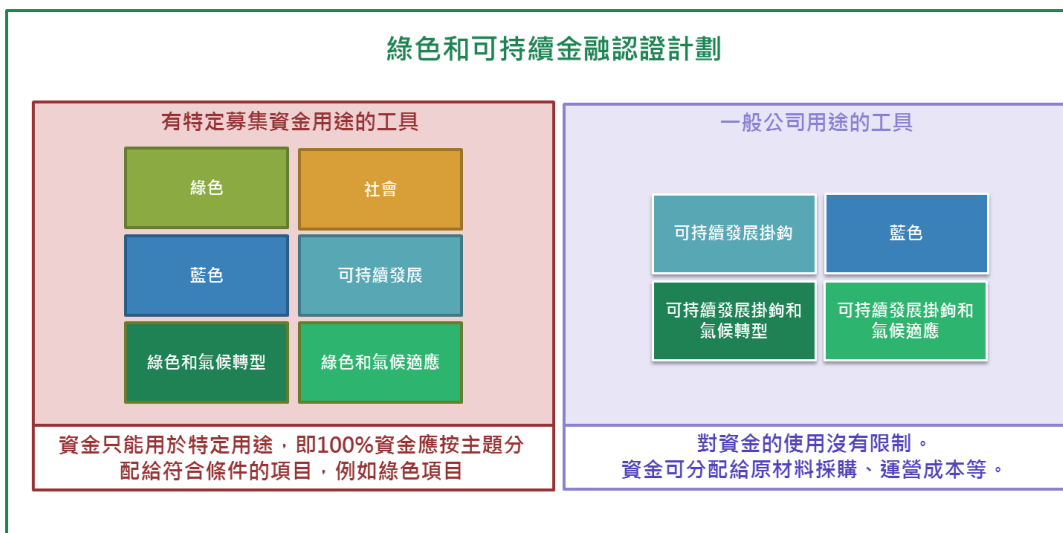 綠色和可持續金融認證計劃
有特定募集資金用途的工具
綠色
社會
藍色
可持續發展
綠色和氣候轉型
綠色和氣候適應
資金只能用於特定用途，即100%資金應按主題分
配給符合條件的項目，例如綠色項目
一般公司用途的工具
可持續發展掛鈎
藍色
可持續發展掛鈎和
氣候轉型
可持續發展掛鈎和
氣候適應
對資金的使用沒有限制。
資金可分配給原材料採購、運營成本等。